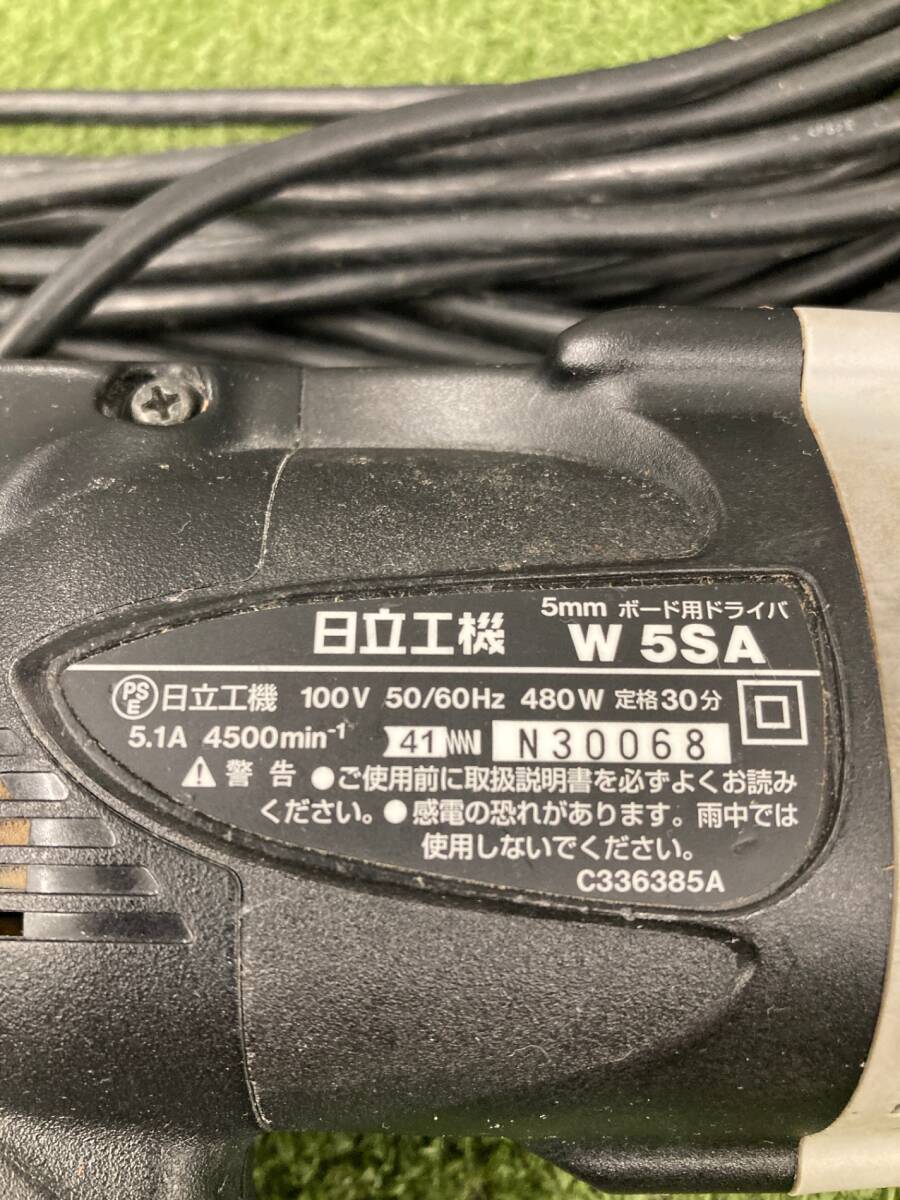 5mm ボード用ドライバ
日立工機 W 5SA
PSE 日立工機 100V 50/60Hz 480W 定格30分
5.1A 4500min⁻¹ 41 N30068
警告 ●ご使用前に取扱説明書を必ずよくお読み
ください。●感電の恐れがあります。雨中では
使用しないでください。
C336385A